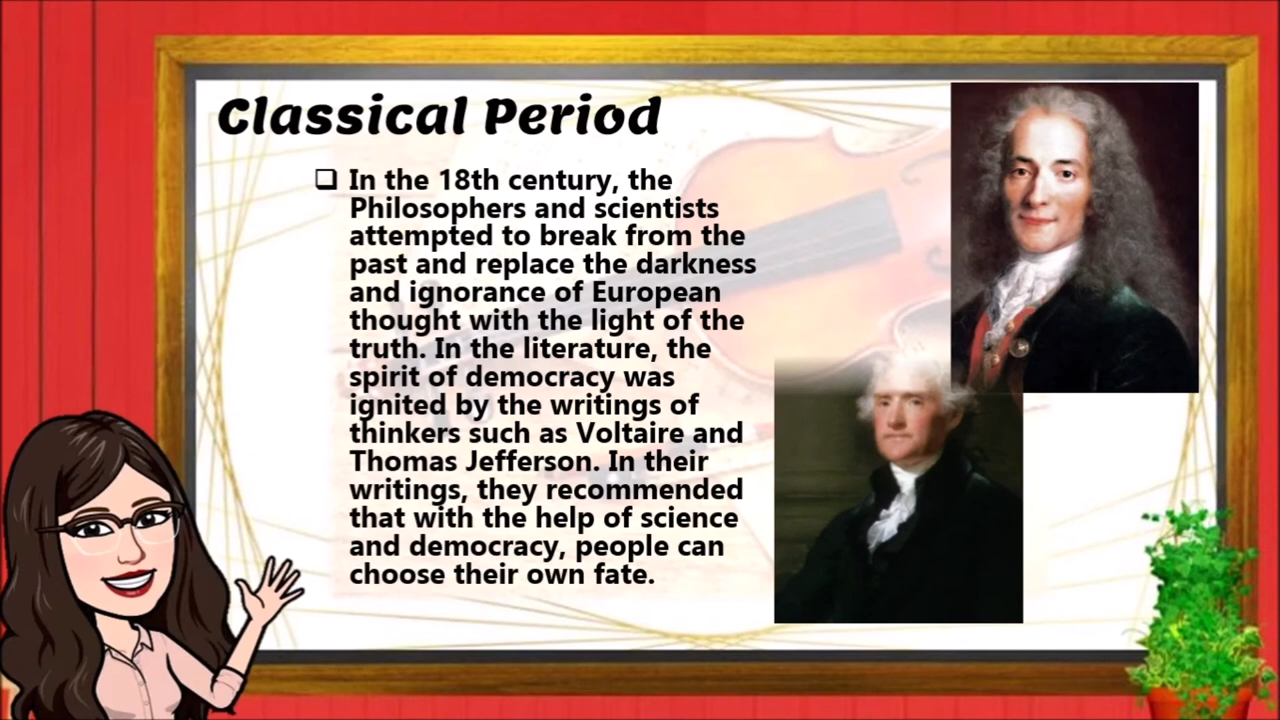 Classical Period
❑ In the 18th century, the
Philosophers and scientists
attempted to break from the
past and replace the darkness
and ignorance of European
thought with the light of the
truth. In the literature, the
spirit of democracy was
ignited by the writings of
thinkers such as Voltaire and
Thomas Jefferson. In their
writings, they recommended
that with the help of science
and democracy, people can
choose their own fate.